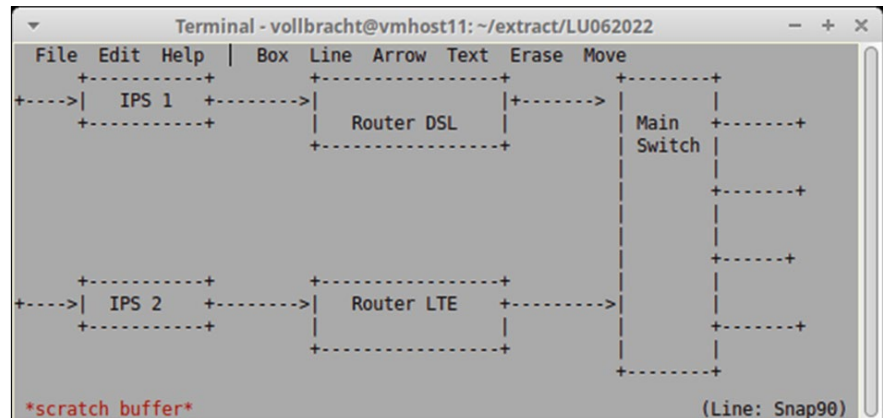 Terminal - vollbracht@vmhost11: ~/extract/LU062022
File Edit Help | Box Line Arrow Text Erase Move
IPS 1
Router DSL
Main
Switch
IPS 2
Router LTE
*scratch buffer*
(Line: Snap90)